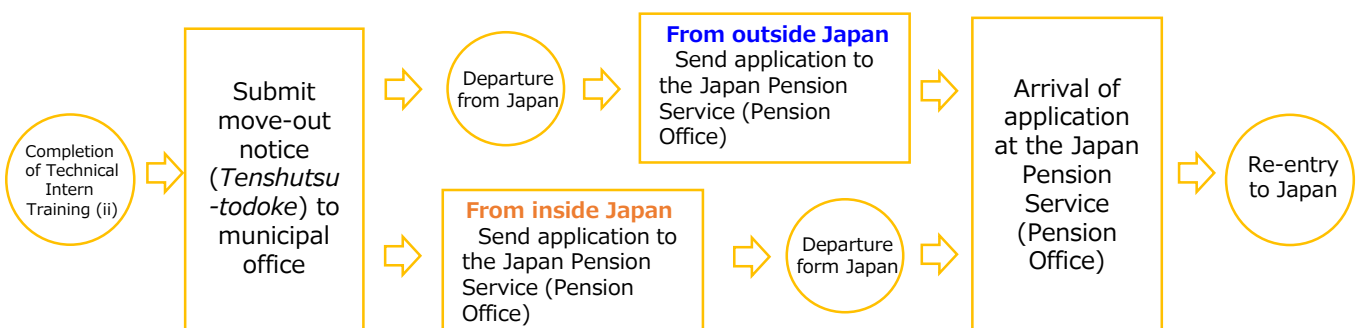 Completion
of Technical
Intern
Training (ii)
Submit
move-out
notice
(Tenshutsu
-todoke) to
municipal
office
Departure
from Japan
From outside Japan
Send application to
the Japan Pension
Service (Pension
Office)
From inside Japan
Send application to
the Japan Pension
Service (Pension
Office)
Departure
form Japan
Arrival of
application
at the Japan
Pension
Service
(Pension
Office)
Re-entry
to Japan